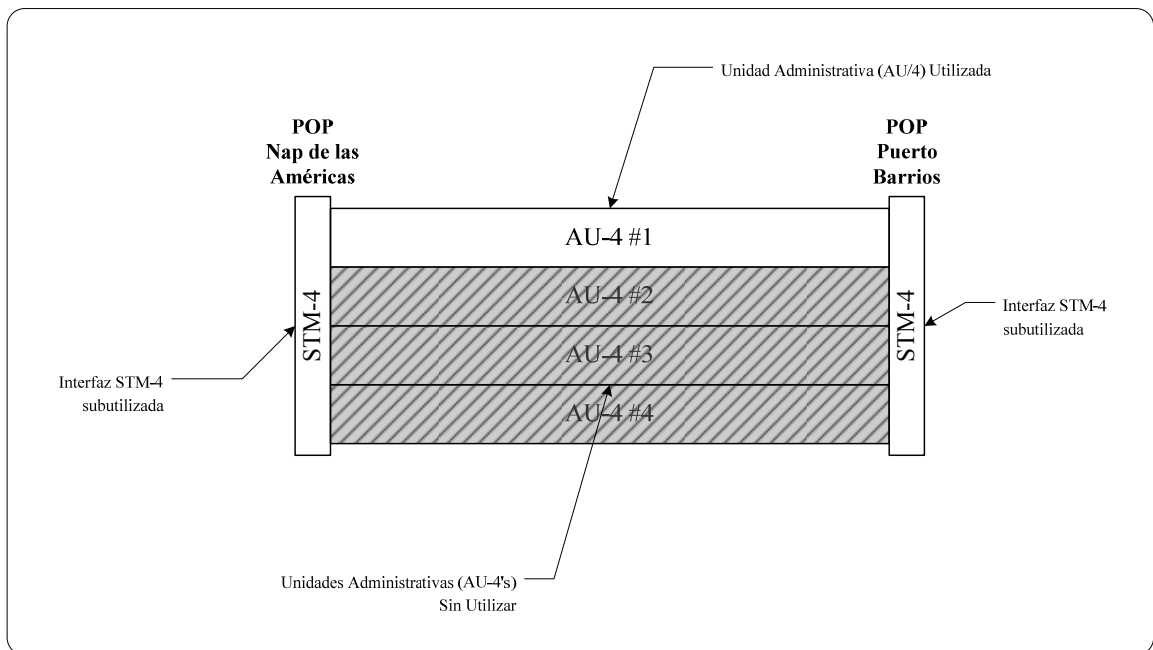 Unidad Administrativa (AU/4) Utilizada
POP
Nap de las
Américas
POP
Puerto
Barrios
AU-4 #1
AU-4 #2
AU-4 #3
AU-4 #4
STM-4
STM-4
Interfaz STM-4
subutilizada
Interfaz STM-4
subutilizada
Unidades Administrativas (AU-4's)
Sin Utilizar